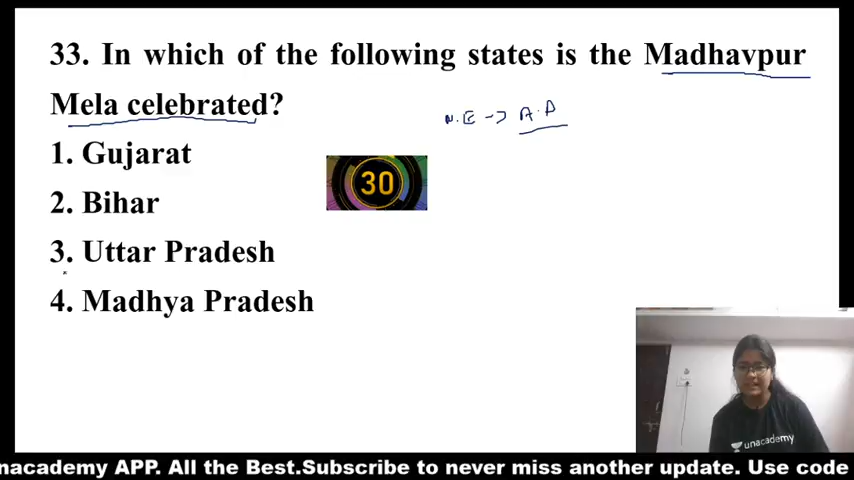 33. In which of the following states is the Madhavpur
Mela celebrated?
N.E -> A.P
1. Gujarat
30
2. Bihar
3. Uttar Pradesh
4. Madhya Pradesh
unacademy
nacademy APP. All the Best.Subscribe to never miss another update. Use code